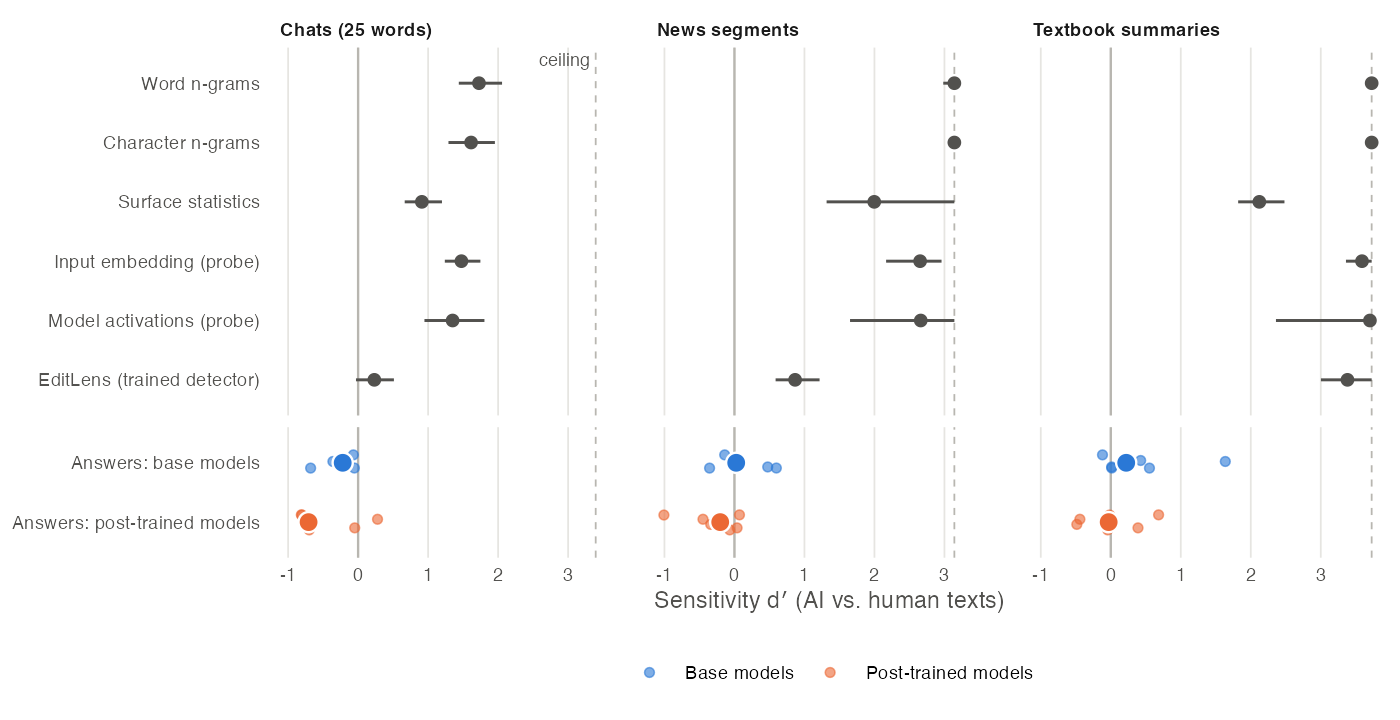 Chats (25 words)
News segments
Textbook summaries
ceiling
Word n-grams
Character n-grams
Surface statistics
Input embedding (probe)
Model activations (probe)
EditLens (trained detector)
Answers: base models
Answers: post-trained models
-1 0 1 2 3
-1 0 1 2 3
-1 0 1 2 3
Sensitivity d′ (AI vs. human texts)
Base models
Post-trained models